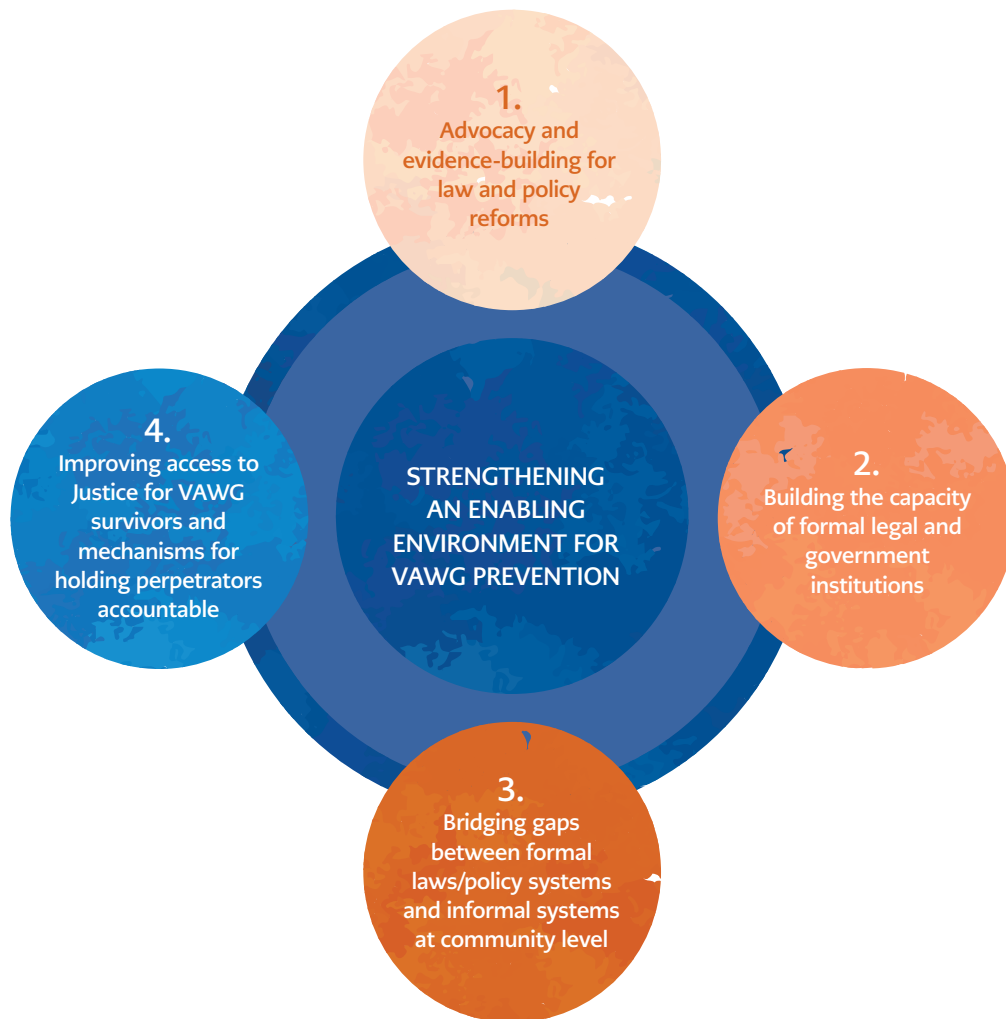 1.
Advocacy and
evidence-building for
law and policy
reforms
2.
Building the capacity
of formal legal and
government
institutions
3.
Bridging gaps
between formal
laws/policy systems
and informal systems
at community level
4.
Improving access to
Justice for VAWG
survivors and
mechanisms for
holding perpetrators
accountable
STRENGTHENING
AN ENABLING
ENVIRONMENT FOR
VAWG PREVENTION